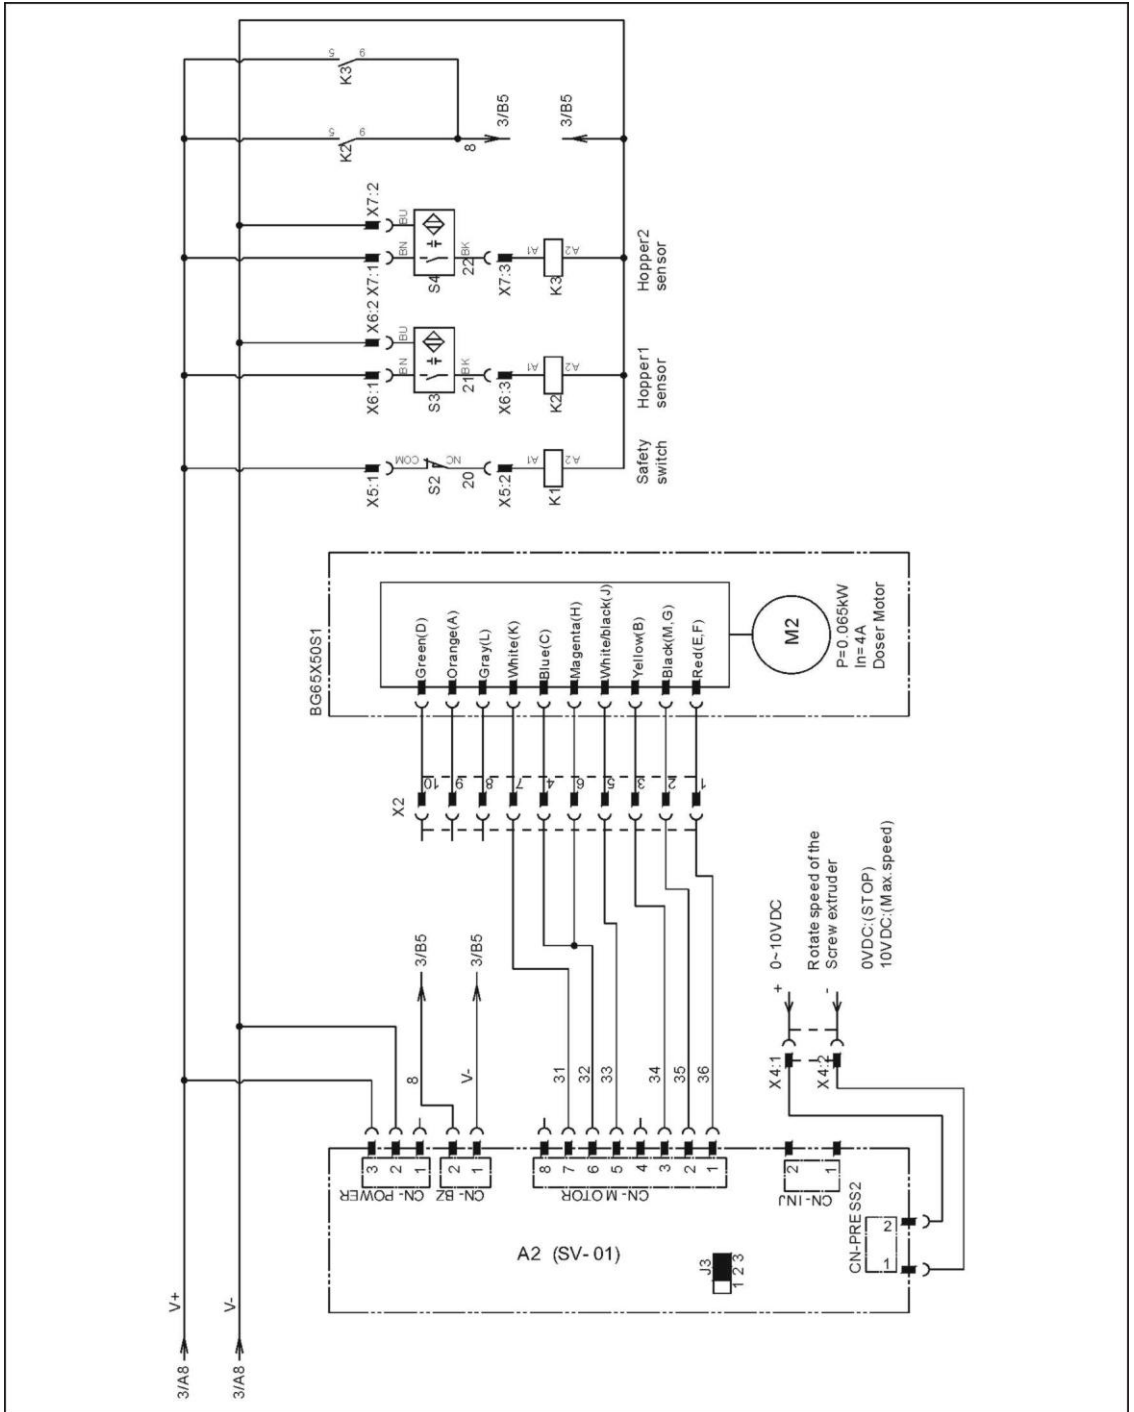 3/A8
V+
3/A8
V-
A2 (SV-01)
CN-POWER
3
2
1
CN-BZ
2
1
CN-MOTOR
8
7
6
5
4
3
2
1
CN-INJ
2
1
CN-PRESS2
1
2
J3
1 2 3
8
3/B5
V-
3/B5
31
32
33
34
35
36
X4:1
X4:2
+ 0~10VDC
-
Rotate speed of the
Screw extruder
0VDC:(STOP)
10VDC:(Max.speed)
X2
10
9
8
7
4
6
5
3
2
1
BG65X50S1
Green(D)
Orange(A)
Gray(L)
White(K)
Blue(C)
Magenta(H)
White/black(J)
Yellow(B)
Black(M,G)
Red(E,F)
M2
P=0.065kW
In=4A
Doser Motor
X5:1
COM
S2
NC
20
X5:2
A1
K1
A2
Safety
switch
X6:1
X6:2
BN
BU
S3
21
BK
X6:3
A1
K2
A2
Hopper1
sensor
X7:1
X7:2
BN
BU
S4
22
BK
X7:3
A1
K3
A2
Hopper2
sensor
5
K2
9
8
3/B5
3/B5
5
K3
9